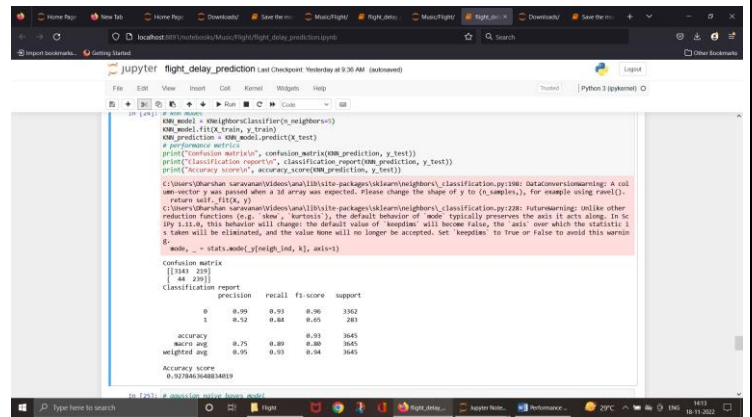 Home Page
New Tab
Home Page
Downloads/
Save the mo
Music/Flight/
flight_delay_
Music/Flight/
flight_del
Downloads/
Save the mo
localhost:8891/notebooks/Music/Flight/flight_delay_prediction.ipynb
Search
Import bookmarks...
Getting Started
Other Bookmarks
jupyter flight_delay_prediction Last Checkpoint: Yesterday at 9:36 AM (autosaved)
Logout
File Edit View Insert Cell Kernel Widgets Help
Trusted
Python 3 (ipykernel)
Run
Code
In [24]: # KNN model
KNN_model = KNeighborsClassifier(n_neighbors=5)
KNN_model.fit(X_train, y_train)
KNN_prediction = KNN_model.predict(X_test)
# performance metrics
print("Confusion matrix\n", confusion_matrix(KNN_prediction, y_test))
print("Classification report\n", classification_report(KNN_prediction, y_test))
print("Accuracy score\n", accuracy_score(KNN_prediction, y_test))
C:\Users\Dharshan saravanan\Videos\ana\lib\site-packages\sklearn\neighbors\_classification.py:198: DataConversionWarning: A col
umn-vector y was passed when a 1d array was expected. Please change the shape of y to (n_samples,), for example using ravel().
return self._fit(X, y)
C:\Users\Dharshan saravanan\Videos\ana\lib\site-packages\sklearn\neighbors\_classification.py:228: FutureWarning: Unlike other
reduction functions (e.g. `skew`, `kurtosis`), the default behavior of `mode` typically preserves the axis it acts along. In Sc
iPy 1.11.0, this behavior will change: the default value of `keepdims` will become False, the `axis` over which the statistic i
s taken will be eliminated, and the value None will no longer be accepted. Set `keepdims` to True or False to avoid this warnin
g.
mode, _ = stats.mode(_y[neigh_ind, k], axis=1)
Confusion matrix
[[3143 219]
[ 44 239]]
Classification report
precision recall f1-score support
0 0.99 0.93 0.96 3362
1 0.52 0.84 0.65 283
accuracy 0.93 3645
macro avg 0.75 0.89 0.80 3645
weighted avg 0.95 0.93 0.94 3645
Accuracy score
0.9278463648834019
In [25]: # gaussian naive bayes model
Type here to search
Flight
flight_delay_...
Jupyter Note...
Performance ...
29°C
ENG
14:13
18-11-2022